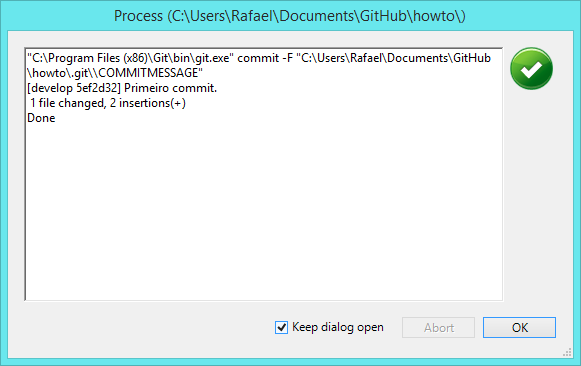 Process (C:\Users\Rafael\Documents\GitHub\howto\)
"C:\Program Files (x86)\Git\bin\git.exe" commit -F "C:\Users\Rafael\Documents\GitHub
\howto\.git\\COMMITMESSAGE"
[develop 5ef2d32] Primeiro commit.
 1 file changed, 2 insertions(+)
Done
Keep dialog open
Abort
OK